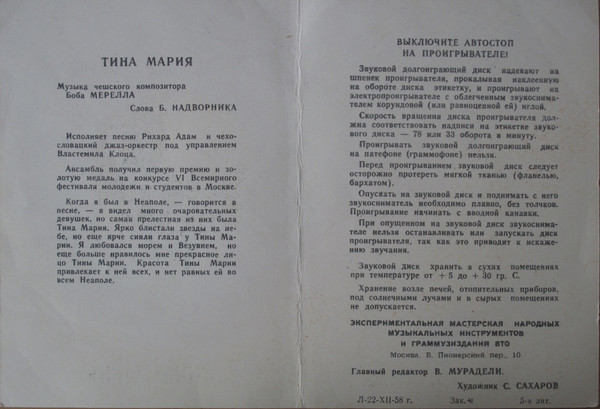 ТИНА МАРИЯ
Музыка чешского композитора
Боба МЕРЕЛЛА
Слова Б. НАДВОРНИКА
Исполняет песню Рихард Адам и чехо-
словацкий джаз-оркестр под управлением
Властемила Клоца.
Ансамбль получил первую премию и зо-
лотую медаль на конкурсе VI Всемирного
фестиваля молодежи и студентов в Москве.
Когда я был в Неаполе, — говорится в
песне, — я видел много очаровательных
девушек, но самая прелестная из них была
Тина Мария. Ярко блистали звезды на не-
бе, но еще ярче сияли глаза у Тины Ма-
рии. Я любовался морем и Везувием, но
еще больше нравилось мне прекрасное ли-
цо Тины Марии. Красота Тины Марии
привлекает к ней всех, и нет равных ей во
всем Неаполе.
ВЫКЛЮЧИТЕ АВТОСТОП
НА ПРОИГРЫВАТЕЛЕ!
Звуковой долгоиграющий диск надевают на
шпенек проигрывателя, прокалывая наклеенную
на обороте диска этикетку, и проигрывают на
электропроигрывателе с облегченным звукоснима-
телем корундовой (или равноценной ей) иглой.
Скорость вращения диска проигрывателя до-
лжна соответствовать надписи на этикетке звуко-
вого диска — 78 или 33 оборота в минуту.
Проигрывать звуковой долгоиграющий диск
на патефоне (граммофоне) нельзя.
Перед проигрыванием звуковой диск следует
осторожно протереть мягкой тканью (фланелью,
бархатом).
Опускать на звуковой диск и поднимать с него
звукосниматель необходимо плавно, без толчков.
Проигрывание начинать с вводной канавки.
При опущенном на звуковой диск звукоснима-
теле нельзя останавливать или запускать диск
проигрывателя, так как это приводит к искаже-
нию звучания.
Звуковой диск хранить в сухих помещениях
при температуре от + 5 до + 30 гр. С.
Хранение возле печей, отопительных приборов,
под солнечными лучами и в сырых помещениях
не допускается.
ЭКСПЕРИМЕНТАЛЬНАЯ МАСТЕРСКАЯ НАРОДНЫХ
МУЗЫКАЛЬНЫХ ИНСТРУМЕНТОВ
И ГРАММУЗИЗДАНИЯ ВТО
Москва, Б. Пионерский пер., 10
Главный редактор В. МУРАДЕЛИ.
Художник С. САХАРОВ
Л-22-XII-58 г. Зак. 5-я лит.